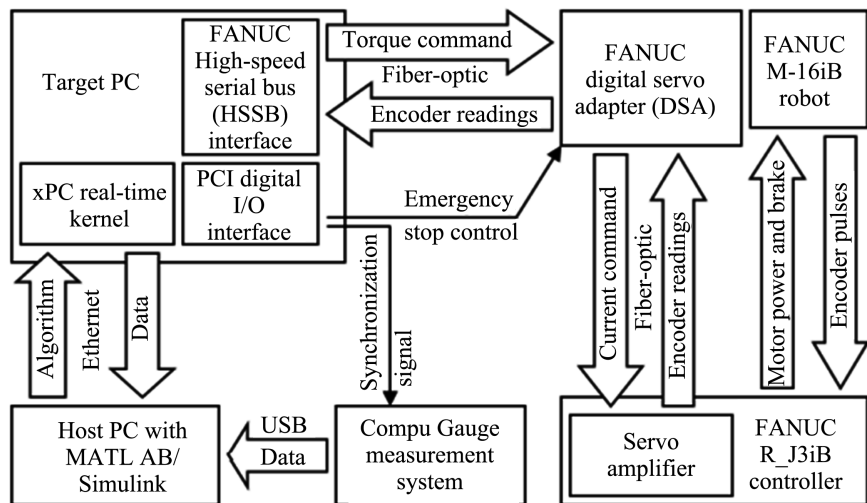 Target PC
FANUC
High-speed
serial bus
(HSSB)
interface
xPC real-time
kernel
PCI digital
I/O
interface
Torque command
Fiber-optic
Encoder readings
FANUC
digital servo
adapter (DSA)
FANUC
M-16iB
robot
Emergency
stop control
Synchronization
signal
Algorithm
Ethernet
Data
Current command
Fiber-optic
Encoder readings
Motor power and brake
Encoder pulses
Host PC with
MATL AB/
Simulink
USB
Data
Compu Gauge
measurement
system
Servo
amplifier
FANUC
R_J3iB
controller